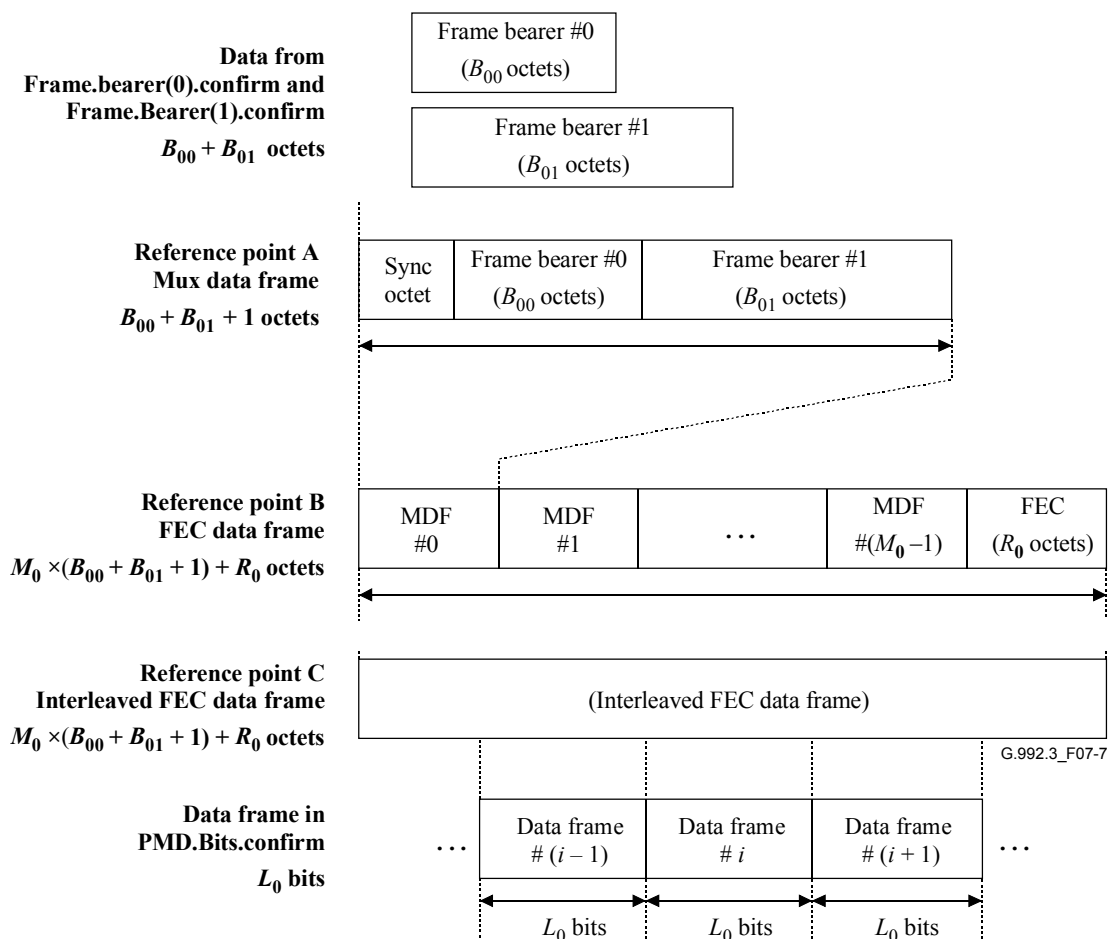 Data from
Frame.bearer(0).confirm and
Frame.Bearer(1).confirm
B00 + B01 octets
Frame bearer #0
(B00 octets)
Frame bearer #1
(B01 octets)
Reference point A
Mux data frame
B00 + B01 + 1 octets
Sync
octet
Frame bearer #0
(B00 octets)
Frame bearer #1
(B01 octets)
Reference point B
FEC data frame
M0 ×(B00 + B01 + 1) + R0 octets
MDF
#0
MDF
#1
...
MDF
#(M0 –1)
FEC
(R0 octets)
Reference point C
Interleaved FEC data frame
M0 ×(B00 + B01 + 1) + R0 octets
(Interleaved FEC data frame)
G.992.3_F07-7
Data frame in
PMD.Bits.confirm
L0 bits
...
Data frame
# (i – 1)
Data frame
# i
Data frame
# (i + 1)
...
L0 bits
L0 bits
L0 bits